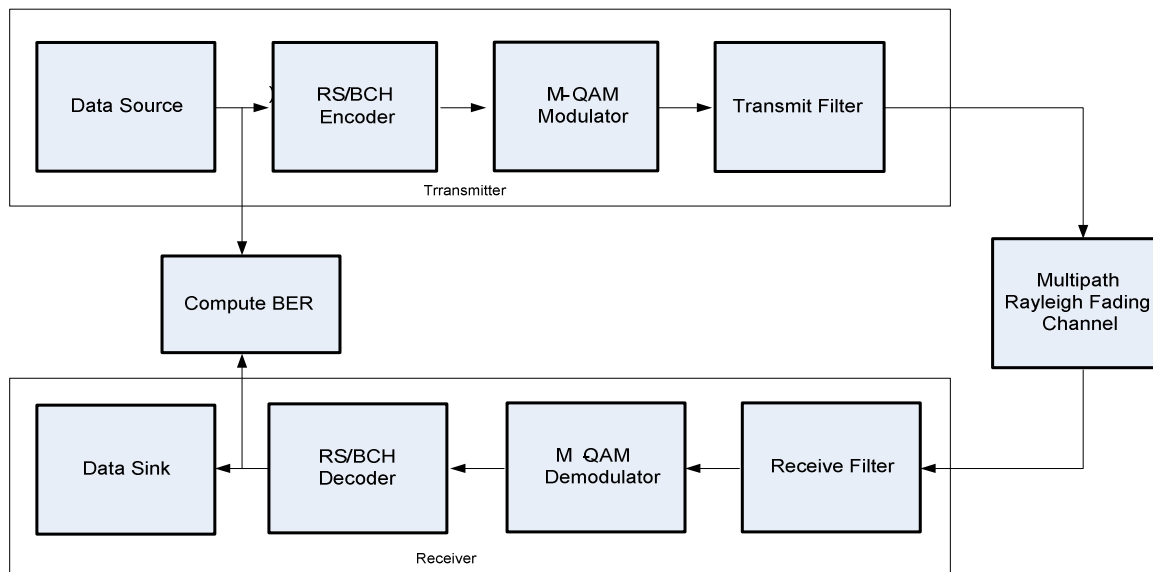 Data Source
RS/BCH
Encoder
M-QAM
Modulator
Transmit Filter
Trransmitter
Compute BER
Multipath
Rayleigh Fading
Channel
Data Sink
RS/BCH
Decoder
M -QAM
Demodulator
Receive Filter
Receiver